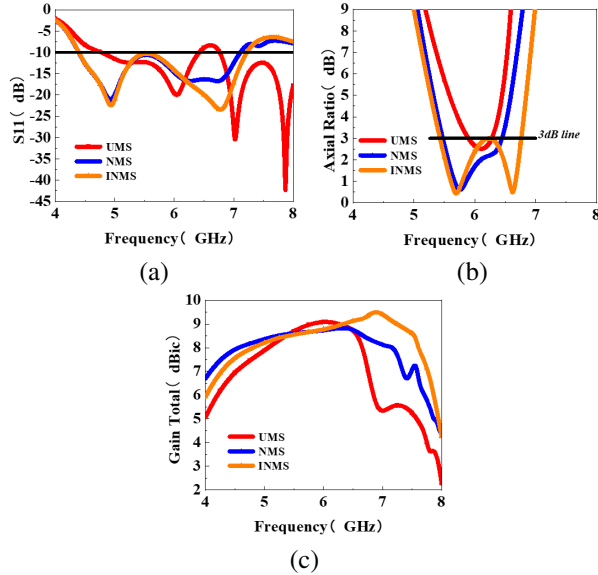 0
-5
-10
-15
-20
-25
-30
-35
-40
-45
S11( dB)
UMS
NMS
INMS
4 5 6 7 8
Frequency( GHz)
(a)
9
8
7
6
5
4
3
2
1
0
Axial Ratio( dB)
3dB line
UMS
NMS
INMS
4 5 6 7 8
Frequency( GHz)
(b)
10
9
8
7
6
5
4
3
2
Gain Total( dBic)
UMS
NMS
INMS
4 5 6 7 8
Frequency( GHz)
(c)